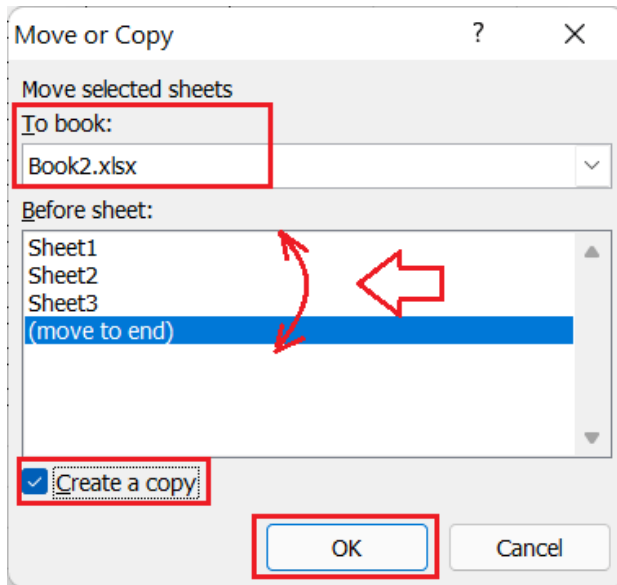 Move or Copy ?
Move selected sheets
To book:
Book2.xlsx
Before sheet:
Sheet1
Sheet2
Sheet3
(move to end)
Create a copy
OK Cancel